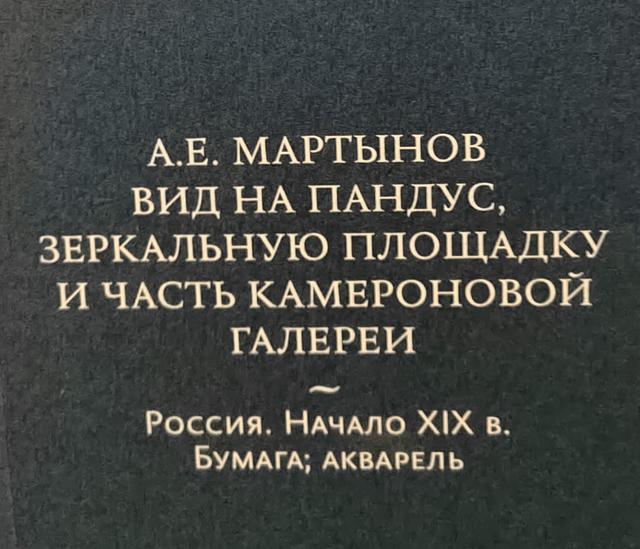 А.Е. МАРТЫНОВ
ВИД НА ПАНДУС,
ЗЕРКАЛЬНУЮ ПЛОЩАДКУ
И ЧАСТЬ КАМЕРОНОВОЙ
ГАЛЕРЕИ
~
Россия. Начало XIX в.
Бумага; акварель